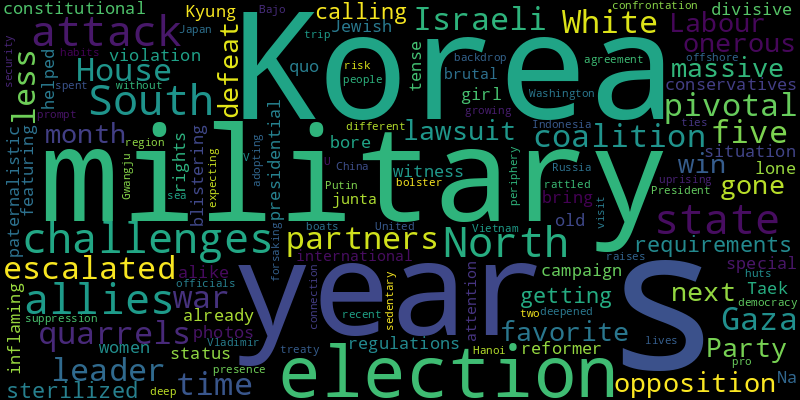 constitutional
Kyung
calling
Jewish
Israeli
White
confrontation
divisive
Labour
onerous
attack
Japan
Bajo
Korea
less
security
habits
violation
House
helped
defeat
quo
trip
risk
people
tense
backdrop
brutal
agreement
Washington
offshore
massive
conservatives
South
spent
without
prompt
girl
growing
pivotal
month
region
presidential
different
lawsuit
Indonesia
coalition
ties
five
military
paternalistic
featuring
rights
blistering
expecting
V
adopting
bore
U
China
witness
periphery
Russia
rattled
win
situation
lone
uprising
Gwangju
sea
junta
Putin
bolster
bring
President
gone
old
visit
state
challenges
boats
United
Vietnam
partners
North
requirements
escalated
alike
forsaking
international
officials
campaign
special
inflaming
allies
war
years
connection
sedentary
attention
Hanoi
getting
raises
huts
next
Taek
democracy
suppression
quarrels
already
photos
recent
two
deepened
favorite
S
lives
Gaza
women
status
Vladimir
regulations
reformer
Party
pro
leader
presence
treaty
election
sterilized
deep
time
opposition
Na